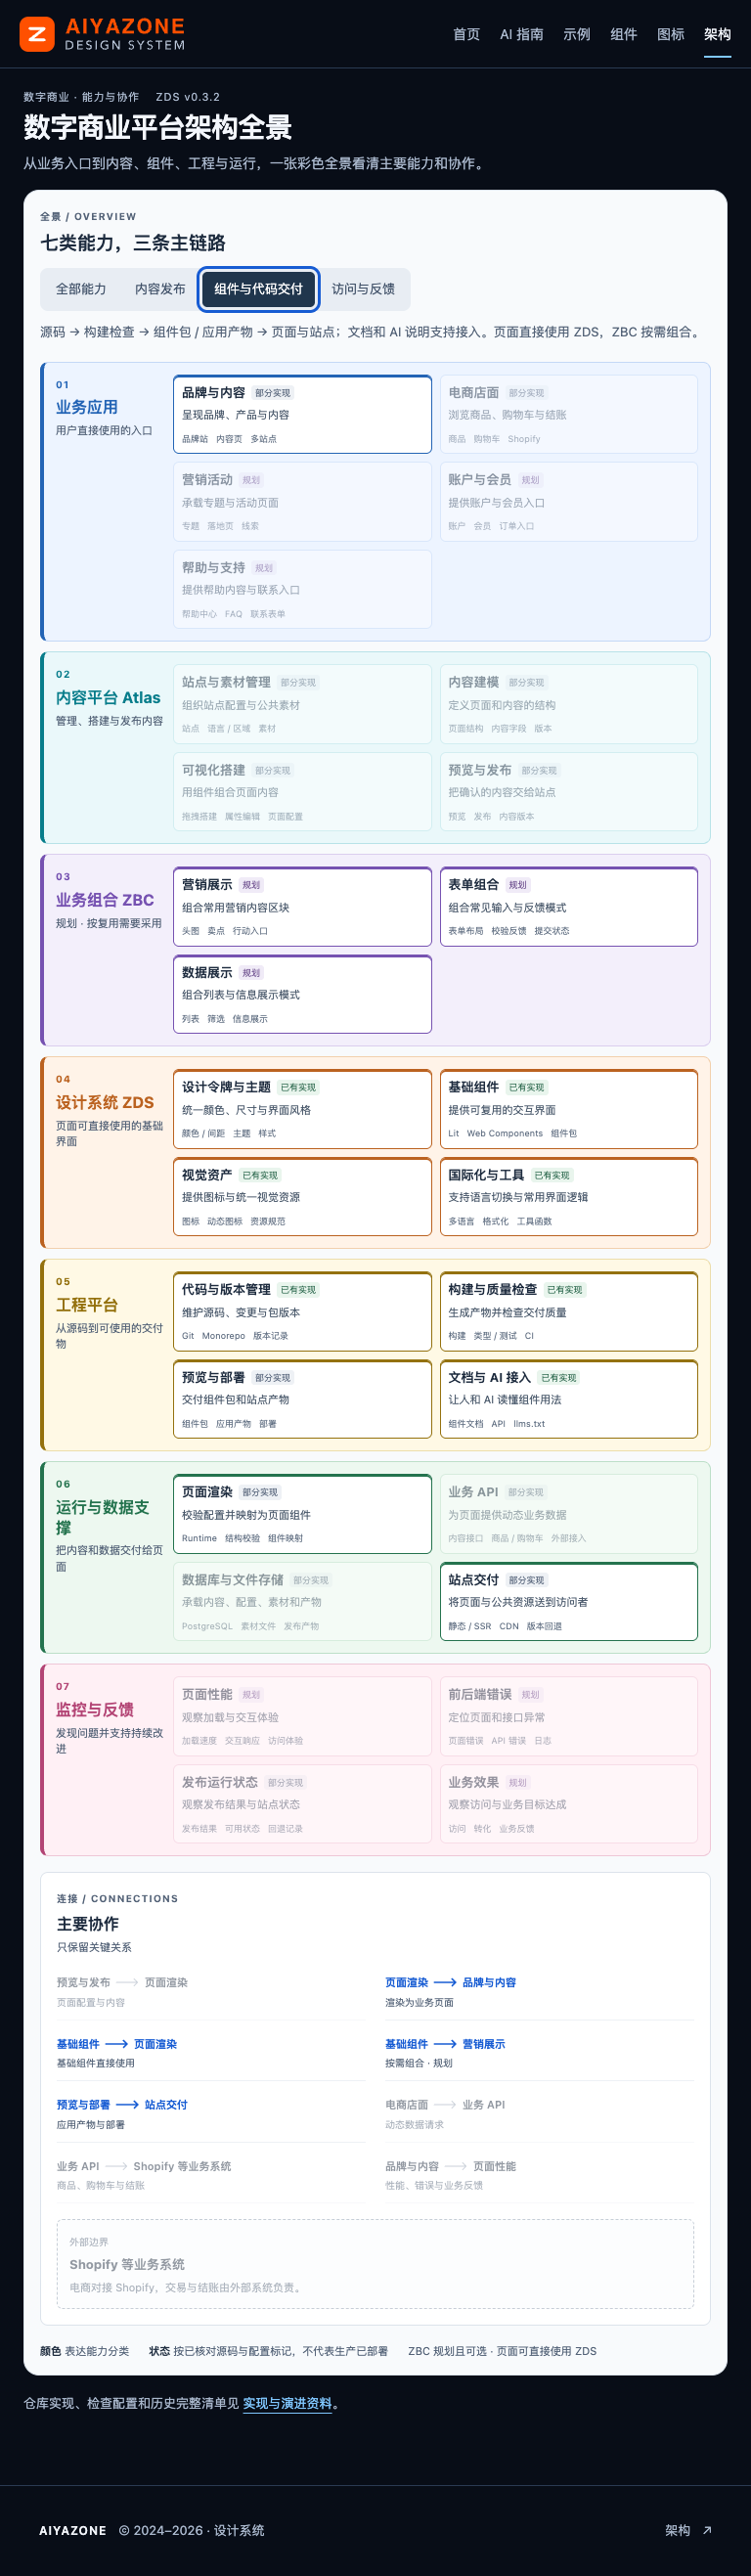 AIYAZONE
DESIGN SYSTEM
首页 AI 指南 示例 组件 图标 架构
数字商业 · 能力与协作 ZDS v0.3.2
数字商业平台架构全景
从业务入口到内容、组件、工程与运行，一张彩色全景看清主要能力和协作。
全景 / OVERVIEW
七类能力，三条主链路
全部能力 内容发布 组件与代码交付 访问与反馈
源码 → 构建检查 → 组件包 / 应用产物 → 页面与站点；文档和 AI 说明支持接入。页面直接使用 ZDS，ZBC 按需组合。
01
业务应用
用户直接使用的入口
品牌与内容 部分实现
呈现品牌、产品与内容
品牌站 内容页 多站点
电商店面 部分实现
浏览商品、购物车与结账
商品 购物车 Shopify
营销活动 规划
承载专题与活动页面
专题 落地页 线索
账户与会员 规划
提供账户与会员入口
账户 会员 订单入口
帮助与支持 规划
提供帮助内容与联系入口
帮助中心 FAQ 联系表单
02
内容平台 Atlas
管理、搭建与发布内容
站点与素材管理 部分实现
组织站点配置与公共素材
站点 语言 / 区域 素材
内容建模 部分实现
定义页面和内容的结构
页面结构 内容字段 版本
可视化搭建 部分实现
用组件组合页面内容
拖拽搭建 属性编辑 页面配置
预览与发布 部分实现
把确认的内容交给站点
预览 发布 内容版本
03
业务组合 ZBC
规划 · 按复用需要采用
营销展示 规划
组合常用营销内容区块
头图 卖点 行动入口
表单组合 规划
组合常见输入与反馈模式
表单布局 校验反馈 提交状态
数据展示 规划
组合列表与信息展示模式
列表 筛选 信息展示
04
设计系统 ZDS
页面可直接使用的基础
界面
设计令牌与主题 已有实现
统一颜色、尺寸与界面风格
颜色 / 间距 主题 样式
基础组件 已有实现
提供可复用的交互界面
Lit Web Components 组件包
视觉资产 已有实现
提供图标与统一视觉资源
图标 动态图标 资源规范
国际化与工具 已有实现
支持语言切换与常用界面逻辑
多语言 格式化 工具函数
05
工程平台
从源码到可使用的交付
物
代码与版本管理 已有实现
维护源码、变更与包版本
Git Monorepo 版本记录
构建与质量检查 已有实现
生成产物并检查交付质量
构建 类型 / 测试 CI
预览与部署 部分实现
交付组件包和站点产物
组件包 应用产物 部署
文档与 AI 接入 已有实现
让人和 AI 读懂组件用法
组件文档 API llms.txt
06
运行与数据支
撑
把内容和数据交付给页
面
页面渲染 部分实现
校验配置并映射为页面组件
Runtime 结构校验 组件映射
业务 API 部分实现
为页面提供动态业务数据
内容接口 商品 / 购物车 外部接入
数据库与文件存储 部分实现
承载内容、配置、素材和产物
PostgreSQL 素材文件 发布产物
站点交付 部分实现
将页面与公共资源送到访问者
静态 / SSR CDN 版本回退
07
监控与反馈
发现问题并支持持续改
进
页面性能 规划
观察加载与交互体验
加载速度 交互响应 访问体验
前后端错误 规划
定位页面和接口异常
页面错误 API 错误 日志
发布运行状态 部分实现
观察发布结果与站点状态
发布结果 可用状态 回退记录
业务效果 规划
观察访问与业务目标达成
访问 转化 业务反馈
连接 / CONNECTIONS
主要协作
只保留关键关系
预览与发布 → 页面渲染
页面配置与内容
页面渲染 → 品牌与内容
渲染为业务页面
基础组件 → 页面渲染
基础组件直接使用
基础组件 → 营销展示
按需组合 · 规划
预览与部署 → 站点交付
应用产物与部署
电商店面 → 业务 API
动态数据请求
业务 API → Shopify 等业务系统
商品、购物车与结账
品牌与内容 → 页面性能
性能、错误与业务反馈
外部边界
Shopify 等业务系统
电商对接 Shopify，交易与结账由外部系统负责。
颜色 表达能力分类 状态 按已核对源码与配置标记，不代表生产已部署 ZBC 规划且可选 · 页面可直接使用 ZDS
仓库实现、检查配置和历史完整清单见 实现与演进资料。
AIYAZONE © 2024–2026 · 设计系统
架构 ↗